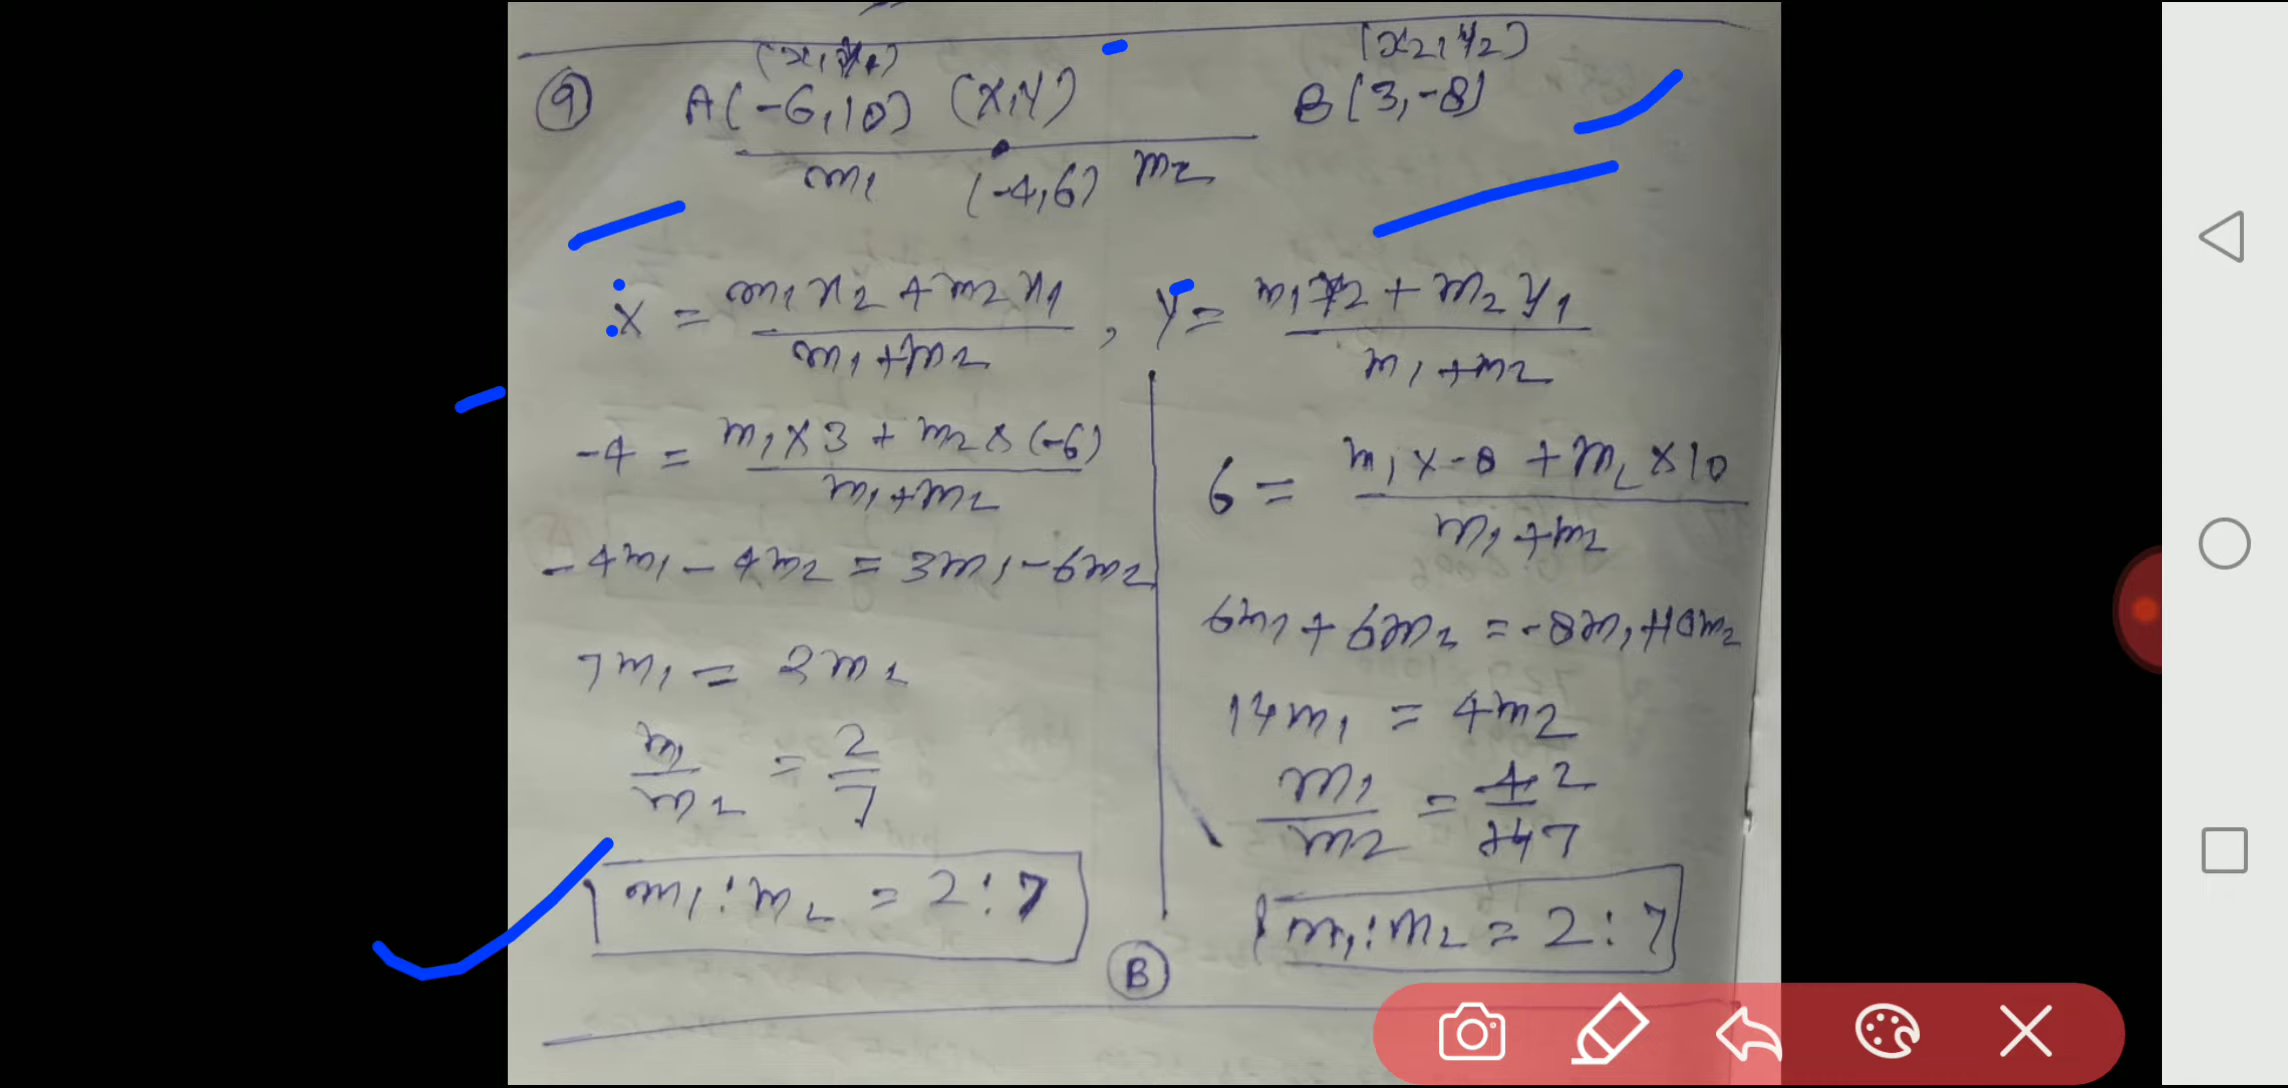 (x1, y1) (x2, y2)
9 A(-6, 10) (x, y) B(3, -8)
m1 (-4, 6) m2
x = m1x2 + m2x1 / m1+m2 , y = m1y2 + m2y1 / m1+m2
-4 = m1×3 + m2×(-6) / m1+m2
-4m1 - 4m2 = 3m1 - 6m2
7m1 = 2m2
m1/m2 = 2/7
m1 : m2 = 2 : 7
6 = m1×-8 + m2×10 / m1+m2
6m1 + 6m2 = -8m1 + 10m2
14m1 = 4m2
m1/m2 = 4 2 / 14 7
m1 : m2 = 2 : 7
B